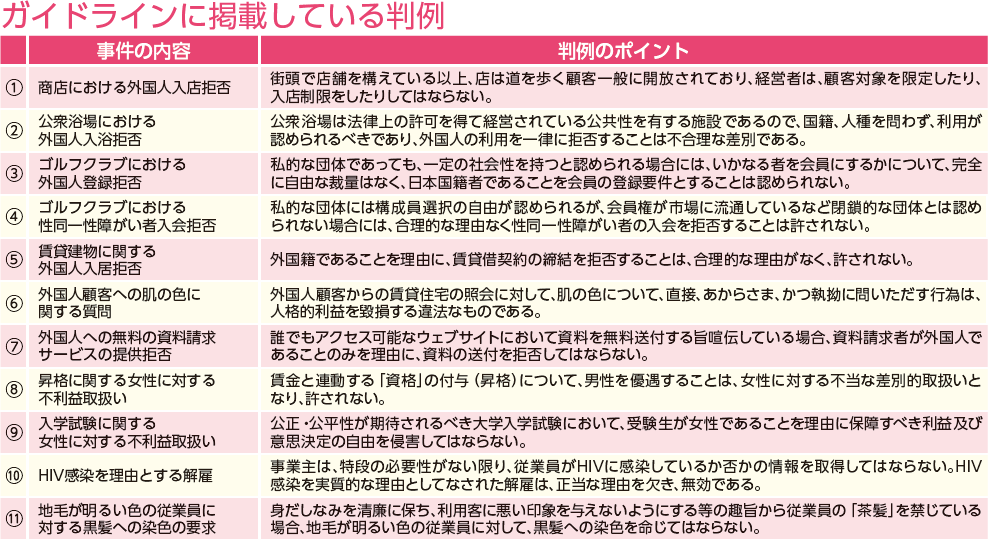 ガイドラインに掲載している判例
事件の内容
判例のポイント
①
商店における外国人入店拒否
街頭で店舗を構えている以上、店は道を歩く顧客一般に開放されており、経営者は、顧客対象を限定したり、
入店制限をしたりしてはならない。
②
公衆浴場における
外国人入浴拒否
公衆浴場は法律上の許可を得て経営されている公共性を有する施設であるので、国籍、人種を問わず、利用が
認められるべきであり、外国人の利用を一律に拒否することは不合理な差別である。
③
ゴルフクラブにおける
外国人登録拒否
私的な団体であっても、一定の社会性を持つと認められる場合には、いかなる者を会員にするかについて、完全
に自由な裁量はなく、日本国籍者であることを会員の登録要件とすることは認められない。
④
ゴルフクラブにおける
性同一性障がい者入会拒否
私的な団体には構成員選択の自由が認められるが、会員権が市場に流通しているなど閉鎖的な団体とは認め
られない場合には、合理的な理由なく性同一性障がい者の入会を拒否することは許されない。
⑤
賃貸建物に関する
外国人入居拒否
外国籍であることを理由に、賃貸借契約の締結を拒否することは、合理的な理由がなく、許されない。
⑥
外国人顧客への肌の色に
関する質問
外国人顧客からの賃貸住宅の照会に対して、肌の色について、直接、あからさま、かつ執拗に問いただす行為は、
人格的利益を毀損する違法なものである。
⑦
外国人への無料の資料請求
サービスの提供拒否
誰でもアクセス可能なウェブサイトにおいて資料を無料送付する旨喧伝している場合、資料請求者が外国人で
あることのみを理由に、資料の送付を拒否してはならない。
⑧
昇格に関する女性に対する
不利益取扱い
賃金と連動する「資格」の付与（昇格）について、男性を優遇することは、女性に対する不当な差別的取扱いと
なり、許されない。
⑨
入学試験に関する
女性に対する不利益取扱い
公正・公平性が期待されるべき大学入学試験において、受験生が女性であることを理由に保障すべき利益及び
意思決定の自由を侵害してはならない。
⑩
HIV感染を理由とする解雇
事業主は、特段の必要性がない限り、従業員がHIVに感染しているか否かの情報を取得してはならない。HIV
感染を実質的な理由としてなされた解雇は、正当な理由を欠き、無効である。
⑪
地毛が明るい色の従業員に
対する黒髪への染色の要求
身だしなみを清廉に保ち、利用客に悪い印象を与えないようにする等の趣旨から従業員の「茶髪」を禁じている
場合、地毛が明るい色の従業員に対して、黒髪への染色を命じてはならない。